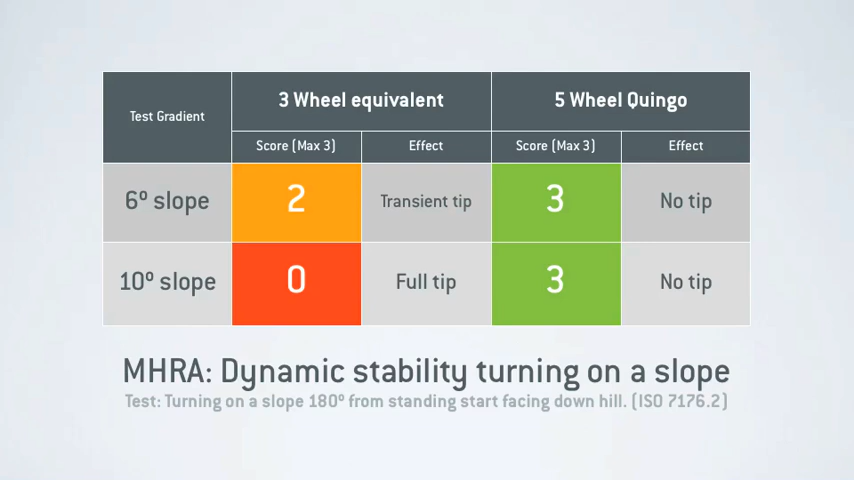 Test Gradient
3 Wheel equivalent
5 Wheel Quingo
Score (Max 3)
Effect
Score (Max 3)
Effect
6º slope
2
Transient tip
3
No tip
10º slope
0
Full tip
3
No tip
MHRA: Dynamic stability turning on a slope
Test: Turning on a slope 180º from standing start facing down hill. (ISO 7176.2)